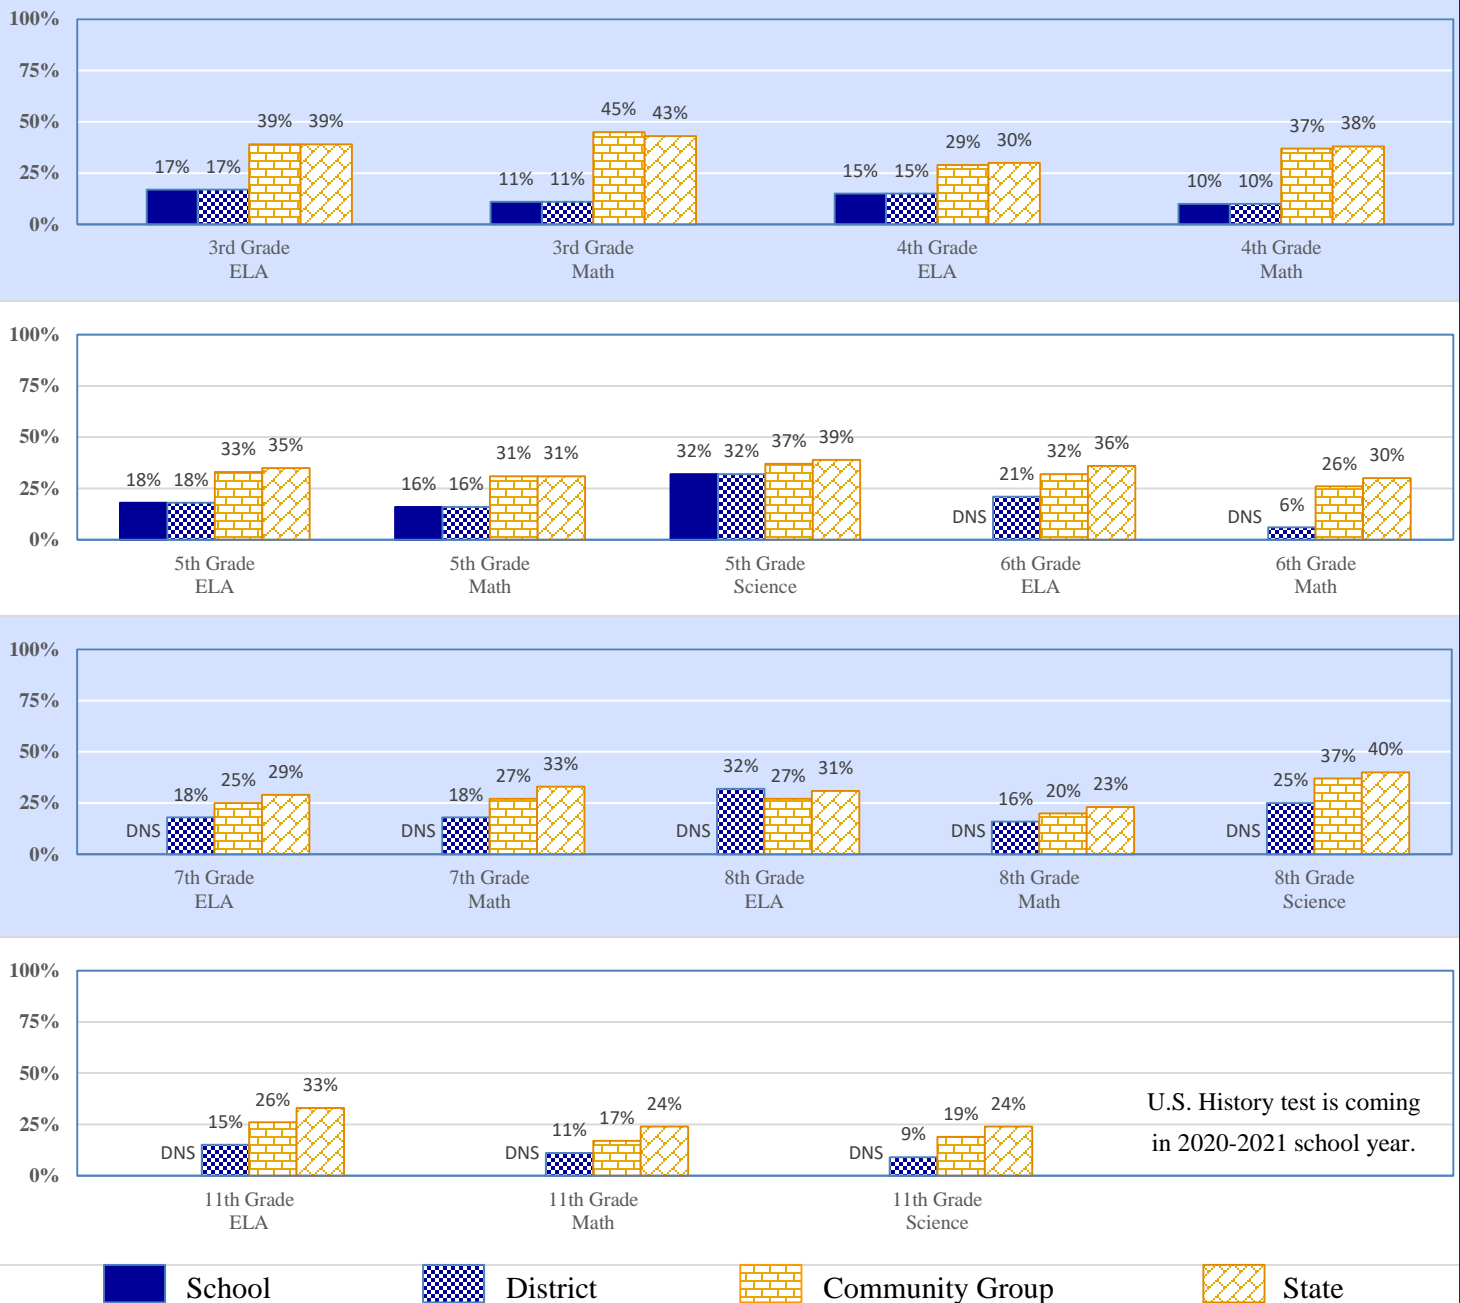 100%
75%
50%
25%
0%
17% 17% 39% 39%
11% 11% 45% 43%
15% 15% 29% 30%
10% 10% 37% 38%
3rd Grade
ELA
3rd Grade
Math
4th Grade
ELA
4th Grade
Math
100%
75%
50%
25%
0%
18% 18% 33% 35%
16% 16% 31% 31%
32% 32% 37% 39%
DNS 21% 32% 36%
DNS 6% 26% 30%
5th Grade
ELA
5th Grade
Math
5th Grade
Science
6th Grade
ELA
6th Grade
Math
100%
75%
50%
25%
0%
DNS 18% 25% 29%
DNS 18% 27% 33%
DNS 32% 27% 31%
DNS 16% 20% 23%
DNS 25% 37% 40%
7th Grade
ELA
7th Grade
Math
8th Grade
ELA
8th Grade
Math
8th Grade
Science
100%
75%
50%
25%
0%
DNS 15% 26% 33%
DNS 11% 17% 24%
DNS 9% 19% 24%
U.S. History test is coming
in 2020-2021 school year.
11th Grade
ELA
11th Grade
Math
11th Grade
Science
School District Community Group State